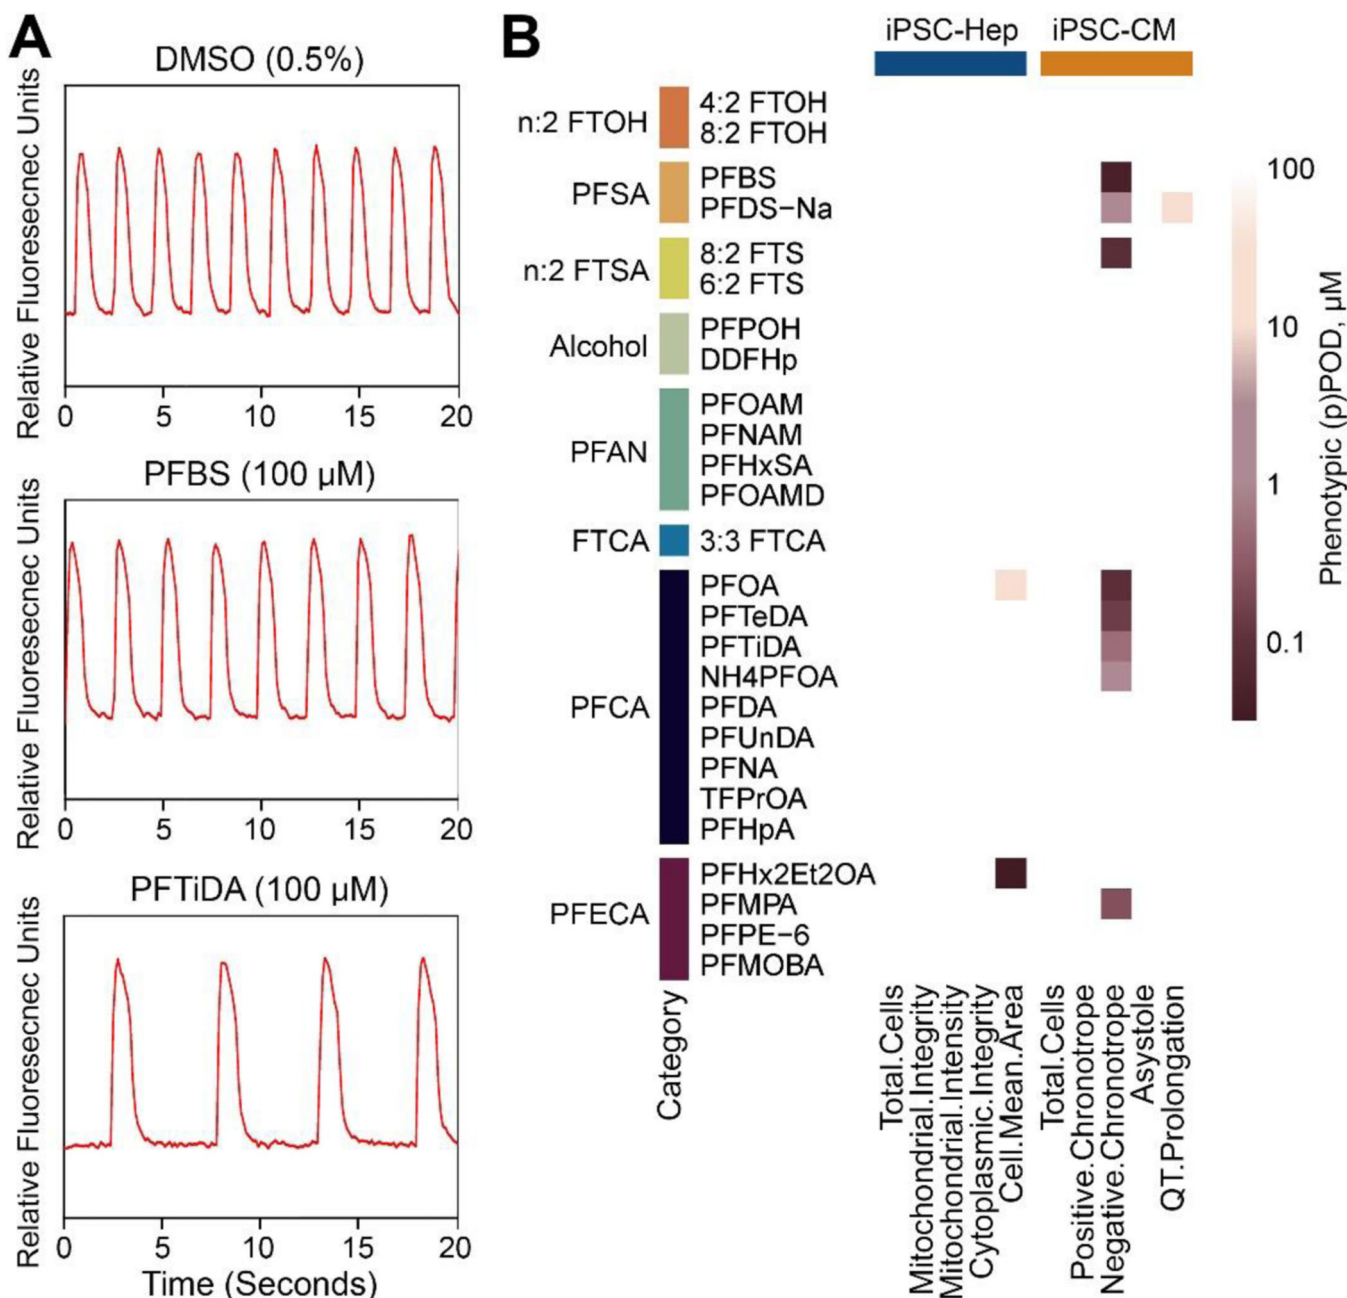 A
DMSO (0.5%)
Relative Fluoresecnec Units
0 5 10 15 20
PFBS (100 µM)
Relative Fluoresecnec Units
0 5 10 15 20
PFTiDA (100 µM)
Relative Fluoresecnec Units
0 5 10 15 20
Time (Seconds)
B
iPSC-Hep iPSC-CM
n:2 FTOH
4:2 FTOH
8:2 FTOH
PFSA
PFBS
PFDS−Na
n:2 FTSA
8:2 FTS
6:2 FTS
Alcohol
PFPOH
DDFHp
PFAN
PFOAM
PFNAM
PFHxSA
PFOAMD
FTCA
3:3 FTCA
PFCA
PFOA
PFTeDA
PFTiDA
NH4PFOA
PFDA
PFUnDA
PFNA
TFPrOA
PFHpA
PFECA
PFHx2Et2OA
PFMPA
PFPE−6
PFMOBA
Category
Total.Cells
Mitochondrial.Integrity
Mitochondrial.Intensity
Cytoplasmic.Integrity
Cell.Mean.Area
Total.Cells
Positive.Chronotrope
Negative.Chronotrope
Asystole
QT.Prolongation
100
10
1
0.1
Phenotypic (p)POD, µM